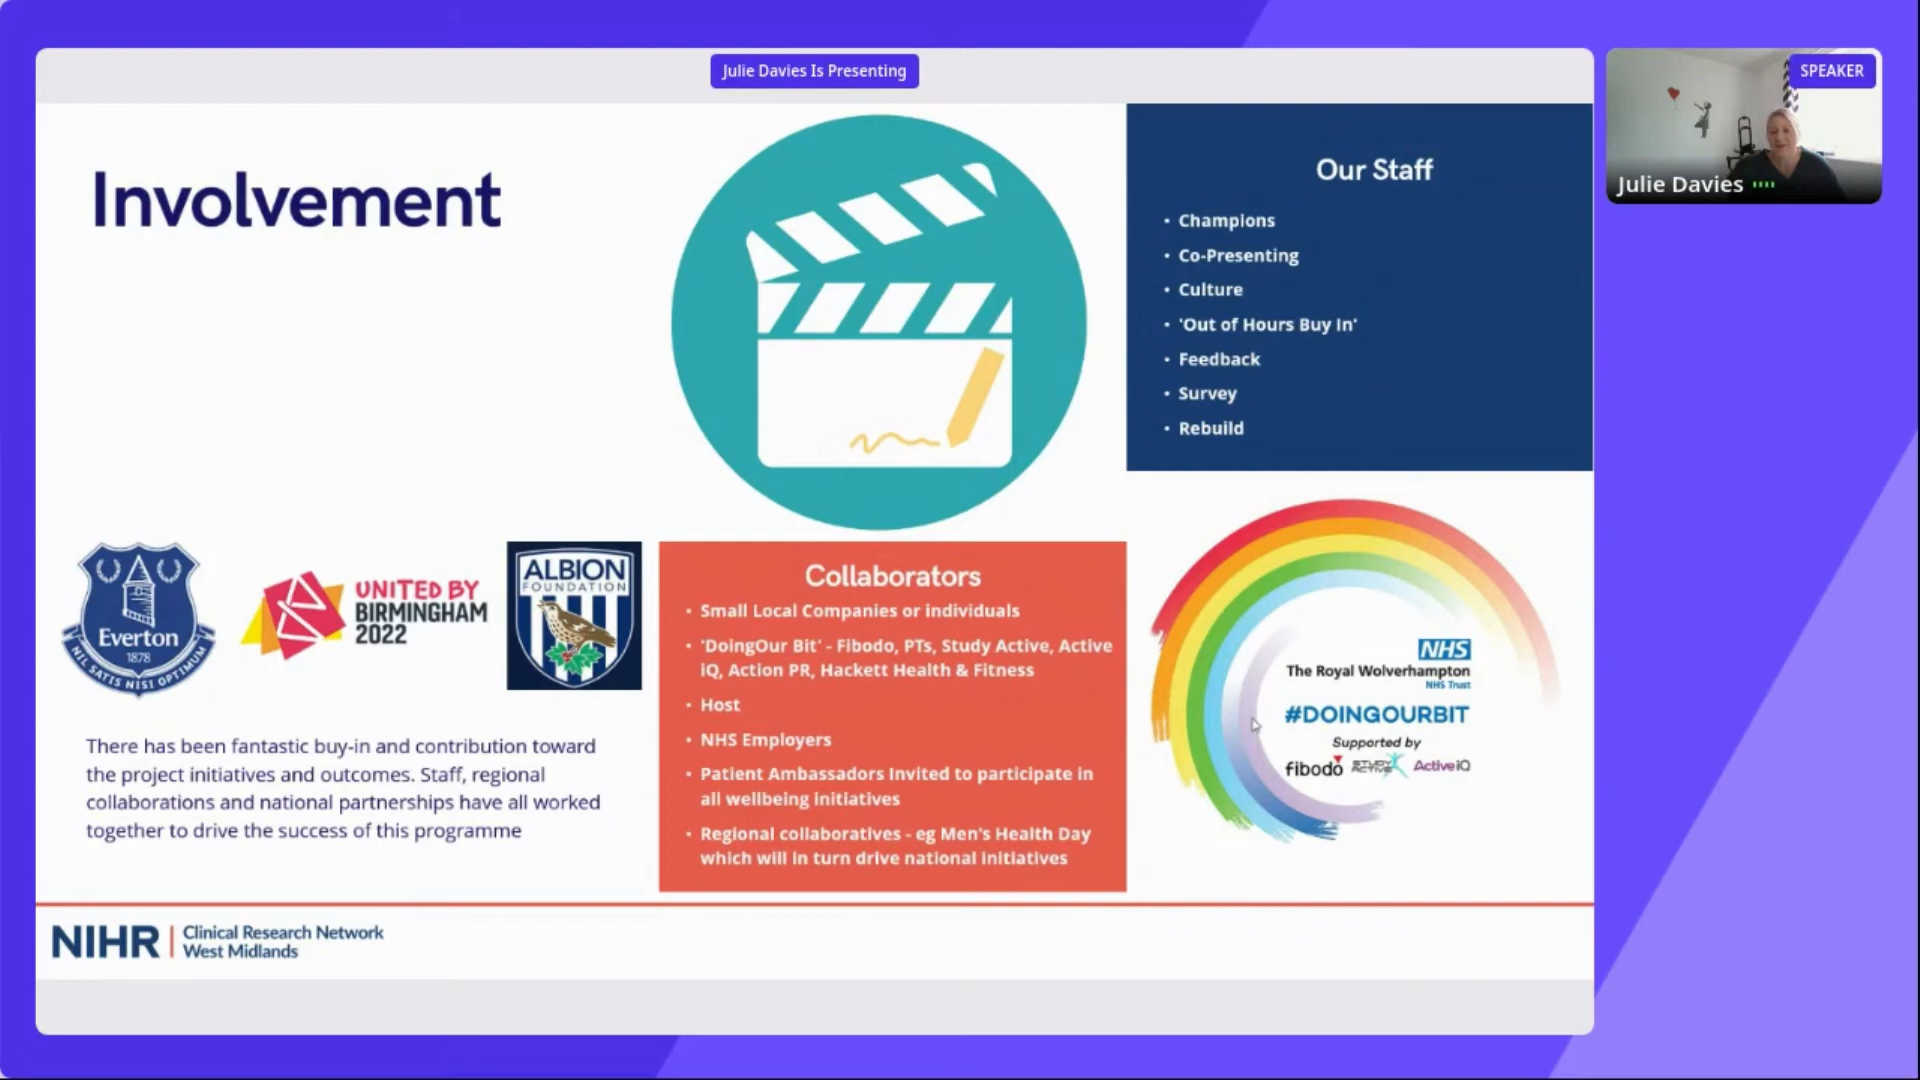 Julie Davies Is Presenting
SPEAKER
Julie Davies
Involvement
Our Staff
• Champions
• Co-Presenting
• Culture
• 'Out of Hours Buy In'
• Feedback
• Survey
• Rebuild
Everton
1878
NIL SATIS NISI OPTIMUM
UNITED BY
BIRMINGHAM
2022
ALBION
FOUNDATION
There has been fantastic buy-in and contribution toward
the project initiatives and outcomes. Staff, regional
collaborations and national partnerships have all worked
together to drive the success of this programme
Collaborators
• Small Local Companies or individuals
• 'DoingOur Bit' - Fibodo, PTs, Study Active, Active
iQ, Action PR, Hackett Health & Fitness
• Host
• NHS Employers
• Patient Ambassadors Invited to participate in
all wellbeing initiatives
• Regional collaboratives - eg Men's Health Day
which will in turn drive national initiatives
NHS
The Royal Wolverhampton
NHS Trust
#DOINGOURBIT
Supported by
fibodo STUDY ACTIVE Active iQ
NIHR | Clinical Research Network
West Midlands